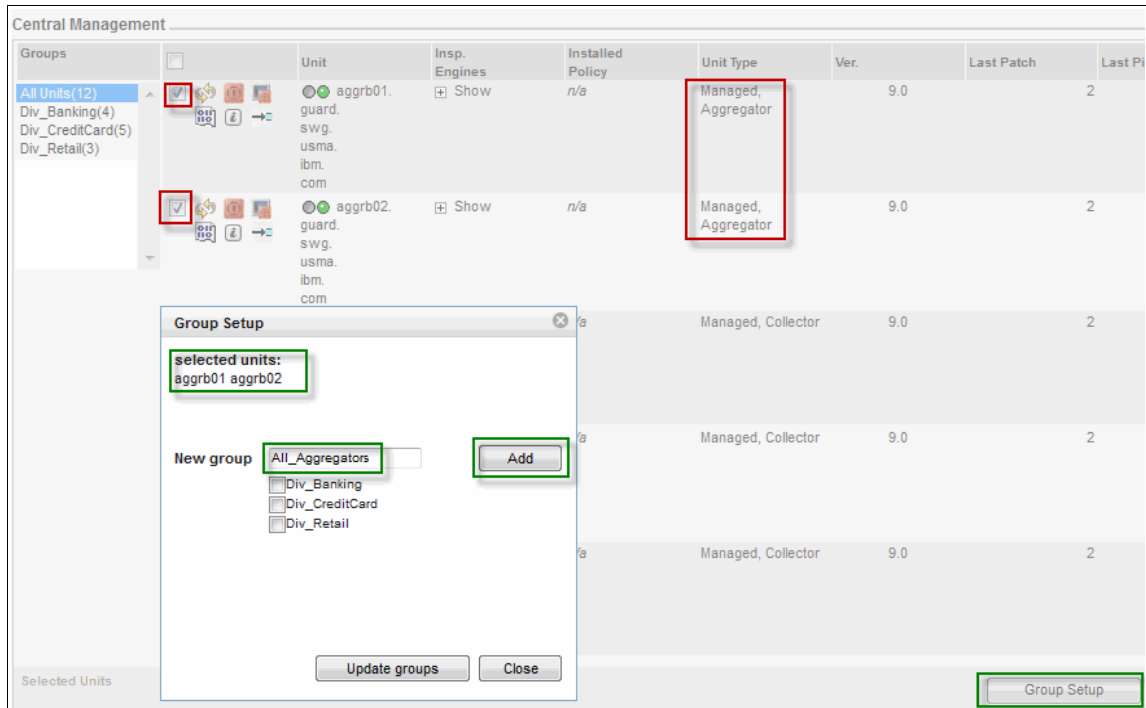 Central Management
Groups
Unit
Insp.
Engines
Installed
Policy
Unit Type
Ver.
Last Patch
Last Pi
All Units(12)
Div_Banking(4)
Div_CreditCard(5)
Div_Retail(3)
aggrb01.
guard.
swg.
usma.
ibm.
com
Show
n/a
Managed,
Aggregator
9.0
2
aggrb02.
guard.
swg.
usma.
ibm.
com
Show
n/a
Managed,
Aggregator
9.0
2
/a
Managed, Collector
9.0
2
/a
Managed, Collector
9.0
2
/a
Managed, Collector
9.0
2
Group Setup
selected units:
aggrb01 aggrb02
New group
All_Aggregators
Add
Div_Banking
Div_CreditCard
Div_Retail
Update groups
Close
Selected Units
Group Setup